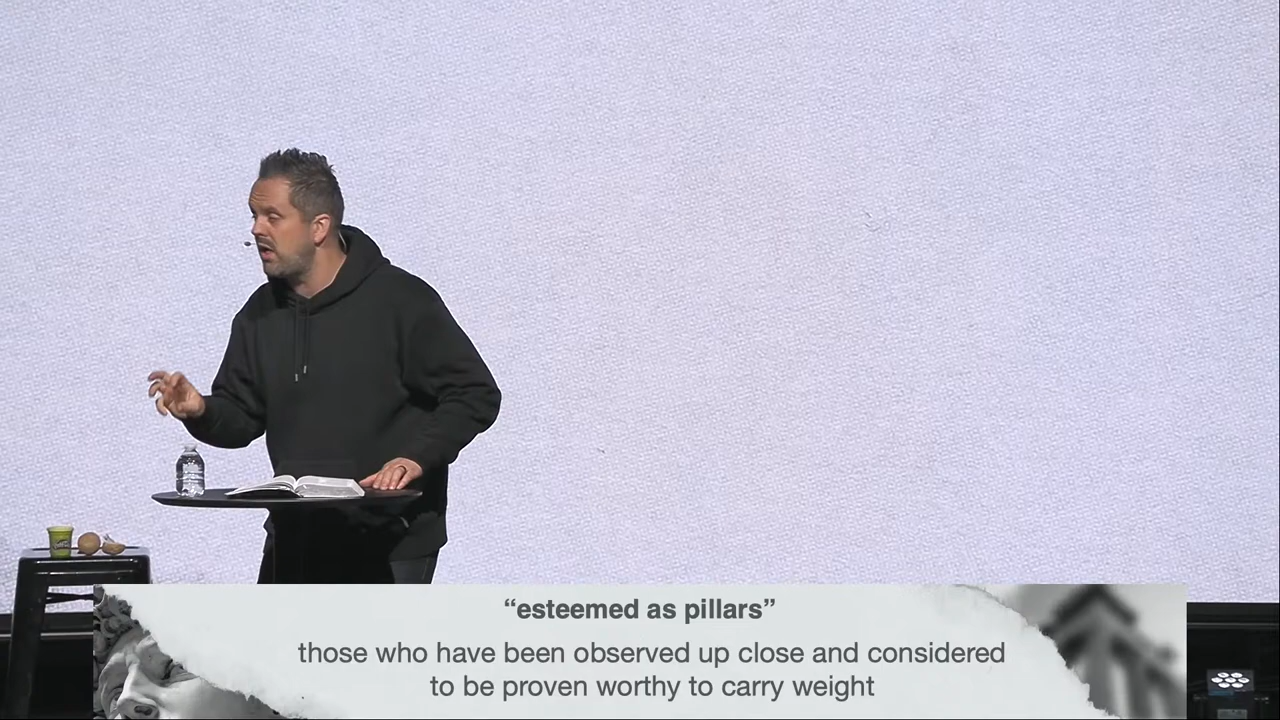 “esteemed as pillars”
those who have been observed up close and considered
to be proven worthy to carry weight